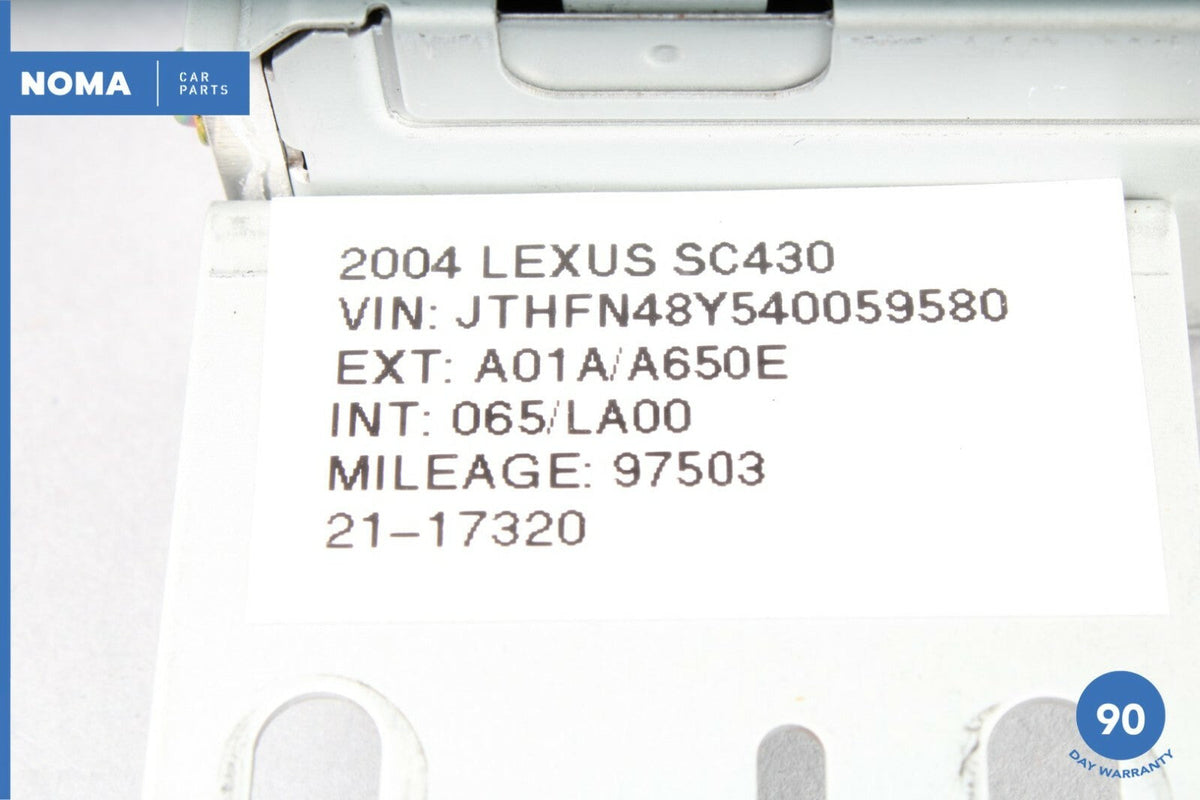 NOMA
CAR
PARTS
2004 LEXUS SC430
VIN: JTHFN48Y540059580
EXT: A01A/A650E
INT: 065/LA00
MILEAGE: 97503
21-17320
90
DAY WARRANTY